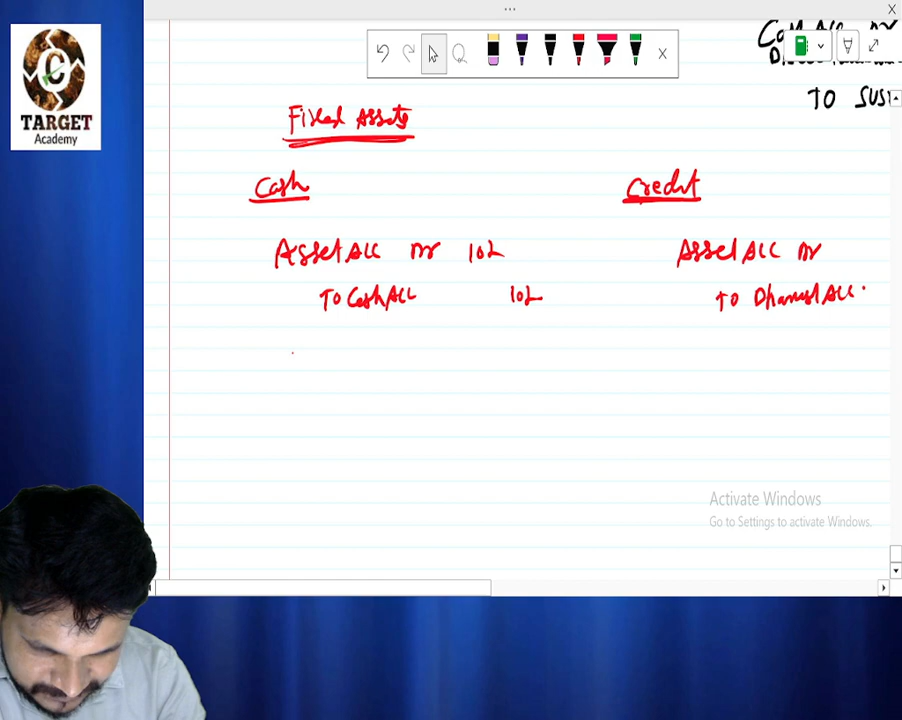 TARGET
Academy
TO SUS
Fixed Assets
Cash
Credit
Asset A/c Dr 10L
To Cash A/c 10L
Asset A/c Dr
To Dhanush A/c.
Activate Windows
Go to Settings to activate Windows.